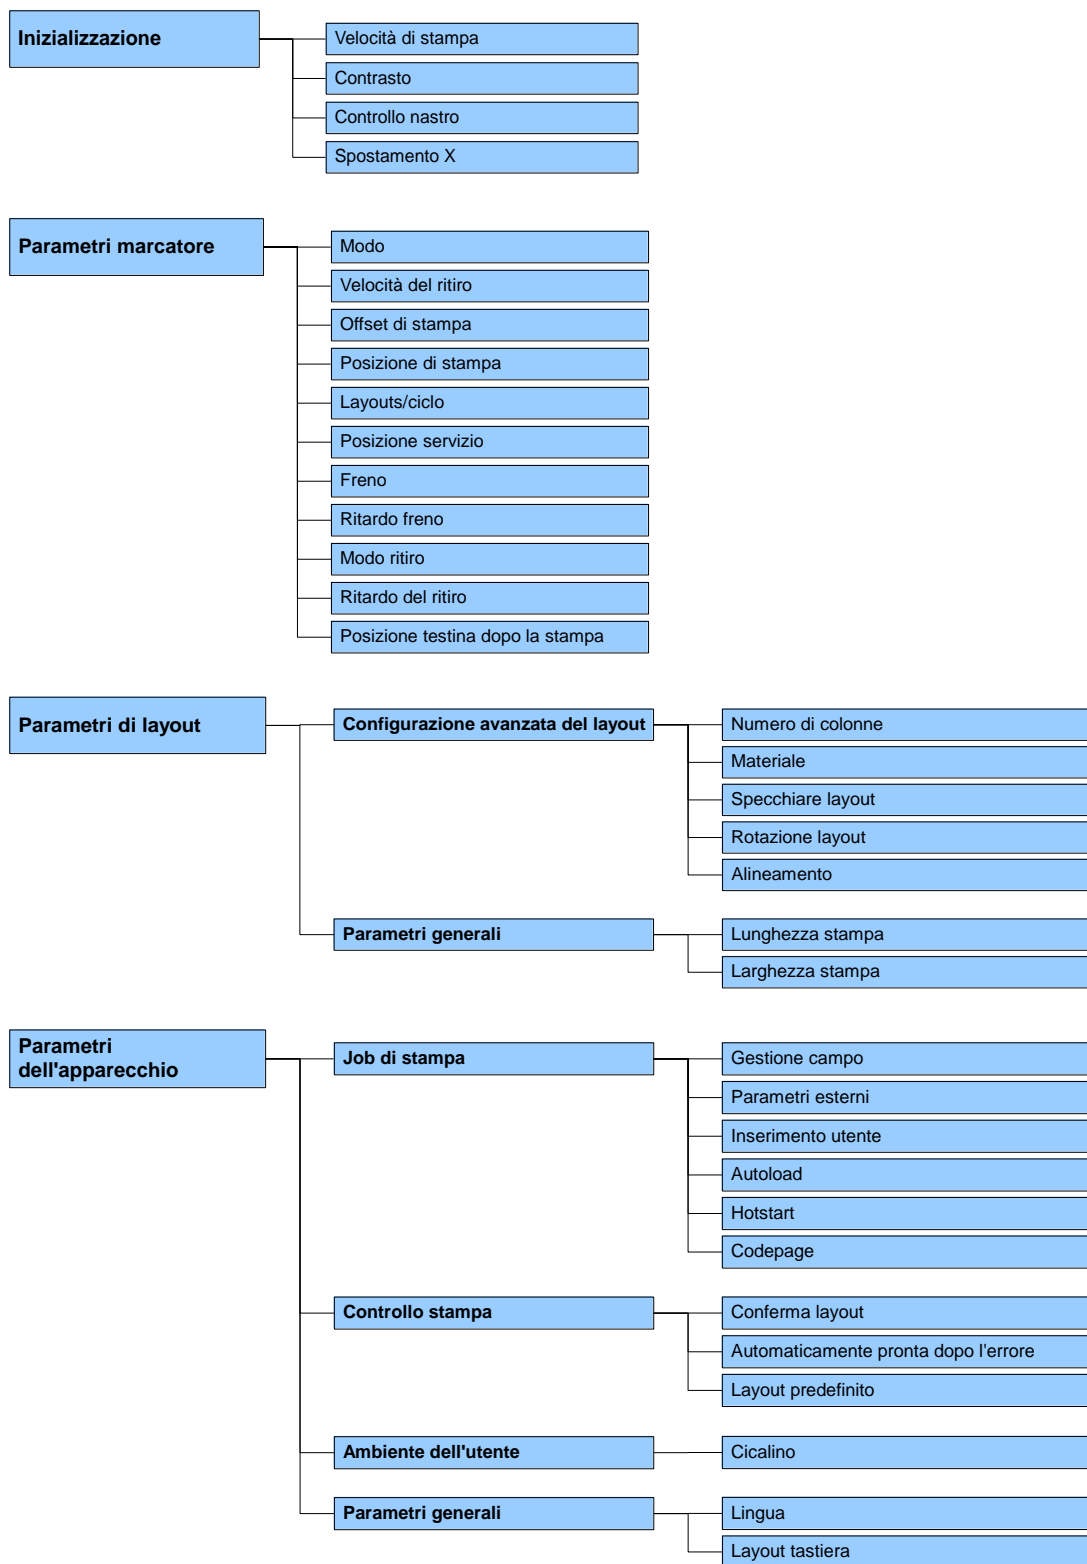 Inizializzazione
Velocità di stampa
Contrasto
Controllo nastro
Spostamento X
Parametri marcatore
Modo
Velocità del ritiro
Offset di stampa
Posizione di stampa
Layouts/ciclo
Posizione servizio
Freno
Ritardo freno
Modo ritiro
Ritardo del ritiro
Posizione testina dopo la stampa
Parametri di layout
Configurazione avanzata del layout
Numero di colonne
Materiale
Specchiare layout
Rotazione layout
Alineamento
Parametri generali
Lunghezza stampa
Larghezza stampa
Parametri
dell'apparecchio
Job di stampa
Gestione campo
Parametri esterni
Inserimento utente
Autoload
Hotstart
Codepage
Controllo stampa
Conferma layout
Automaticamente pronta dopo l'errore
Layout predefinito
Ambiente dell'utente
Cicalino
Parametri generali
Lingua
Layout tastiera